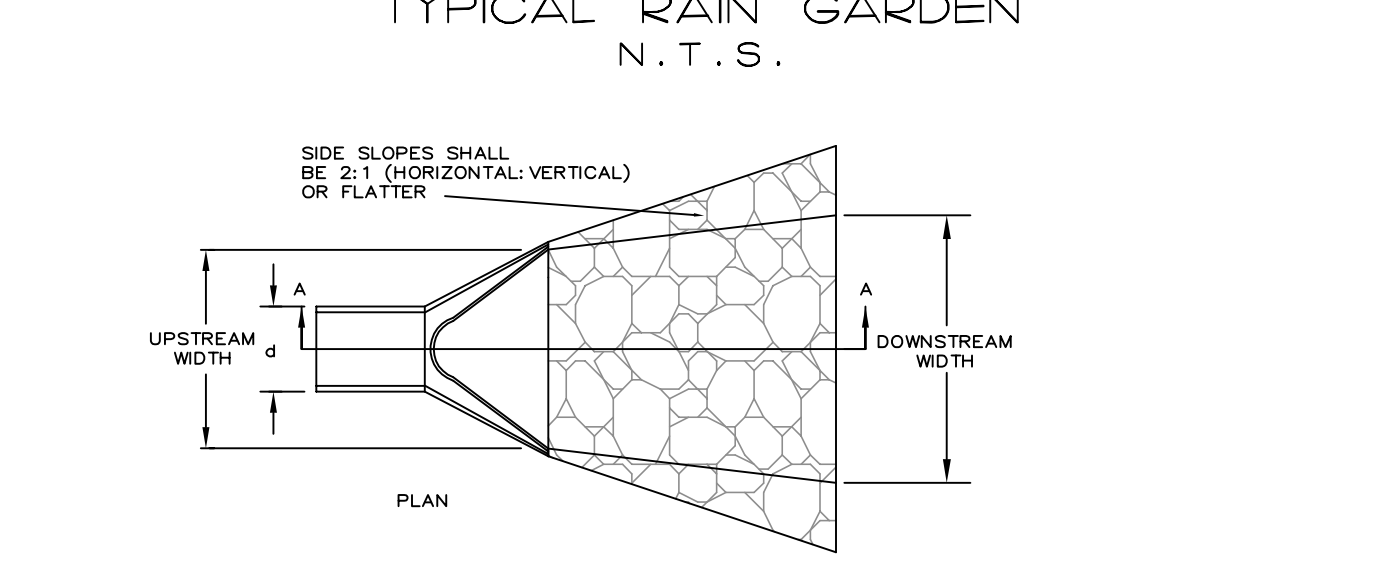 TYPICAL RAIN GARDEN
N.T.S.
SIDE SLOPES SHALL
BE 2:1 (HORIZONTAL:VERTICAL)
OR FLATTER
A
A
UPSTREAM
WIDTH
d
DOWNSTREAM
WIDTH
PLAN